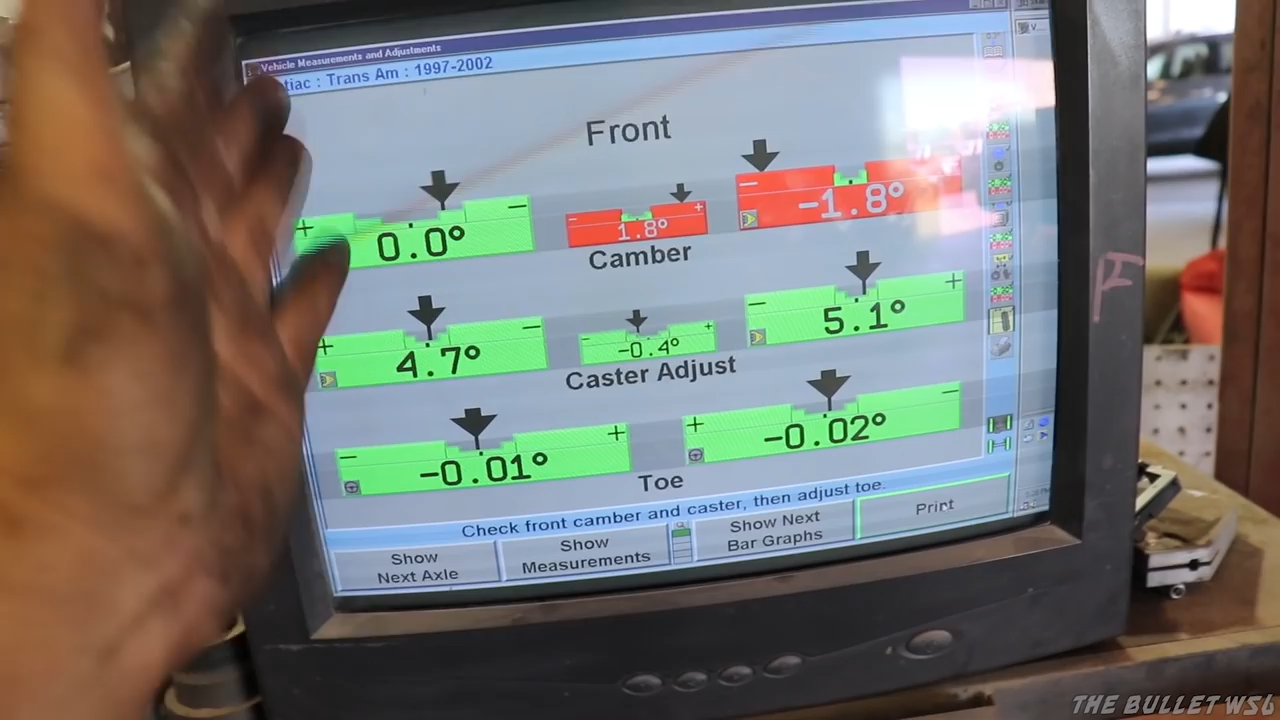 Vehicle Measurements and Adjustments
tiac : Trans Am : 1997-2002
Front
+ − − + −
0.0° 1.8° -1.8°
Camber
+ − − + − +
4.7° -0.4° 5.1°
Caster Adjust
− + + −
-0.01° -0.02°
Toe
Check front camber and caster, then adjust toe.
Show
Next Axle
Show
Measurements
Show Next
Bar Graphs
Print
F
THE BULLET WS6